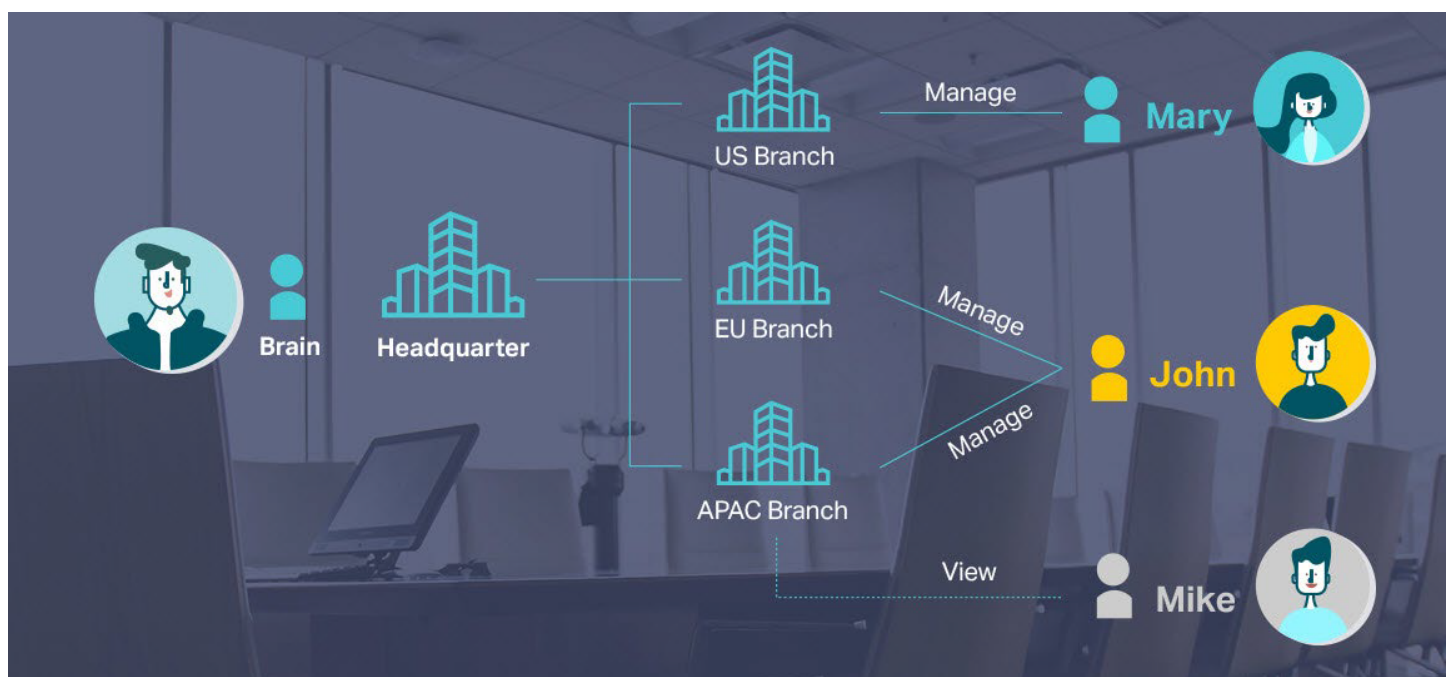 Manage
Mary
US Branch
Brain
Headquarter
EU Branch
Manage
John
Manage
APAC Branch
View
Mike